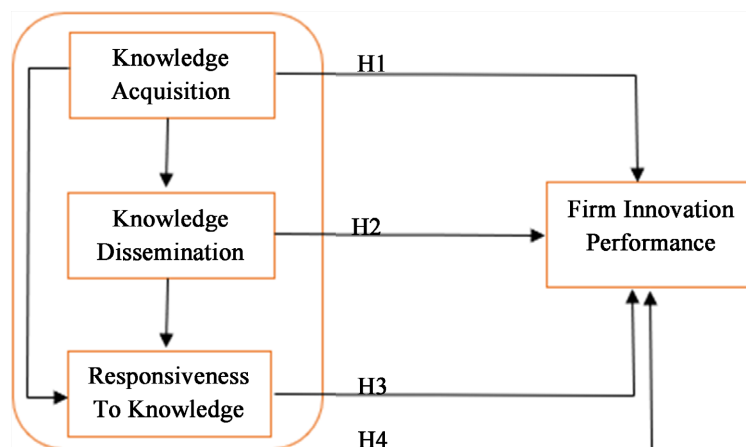 Knowledge
Acquisition
H1
Knowledge
Dissemination
H2
Firm Innovation
Performance
Responsiveness
To Knowledge
H3
H4